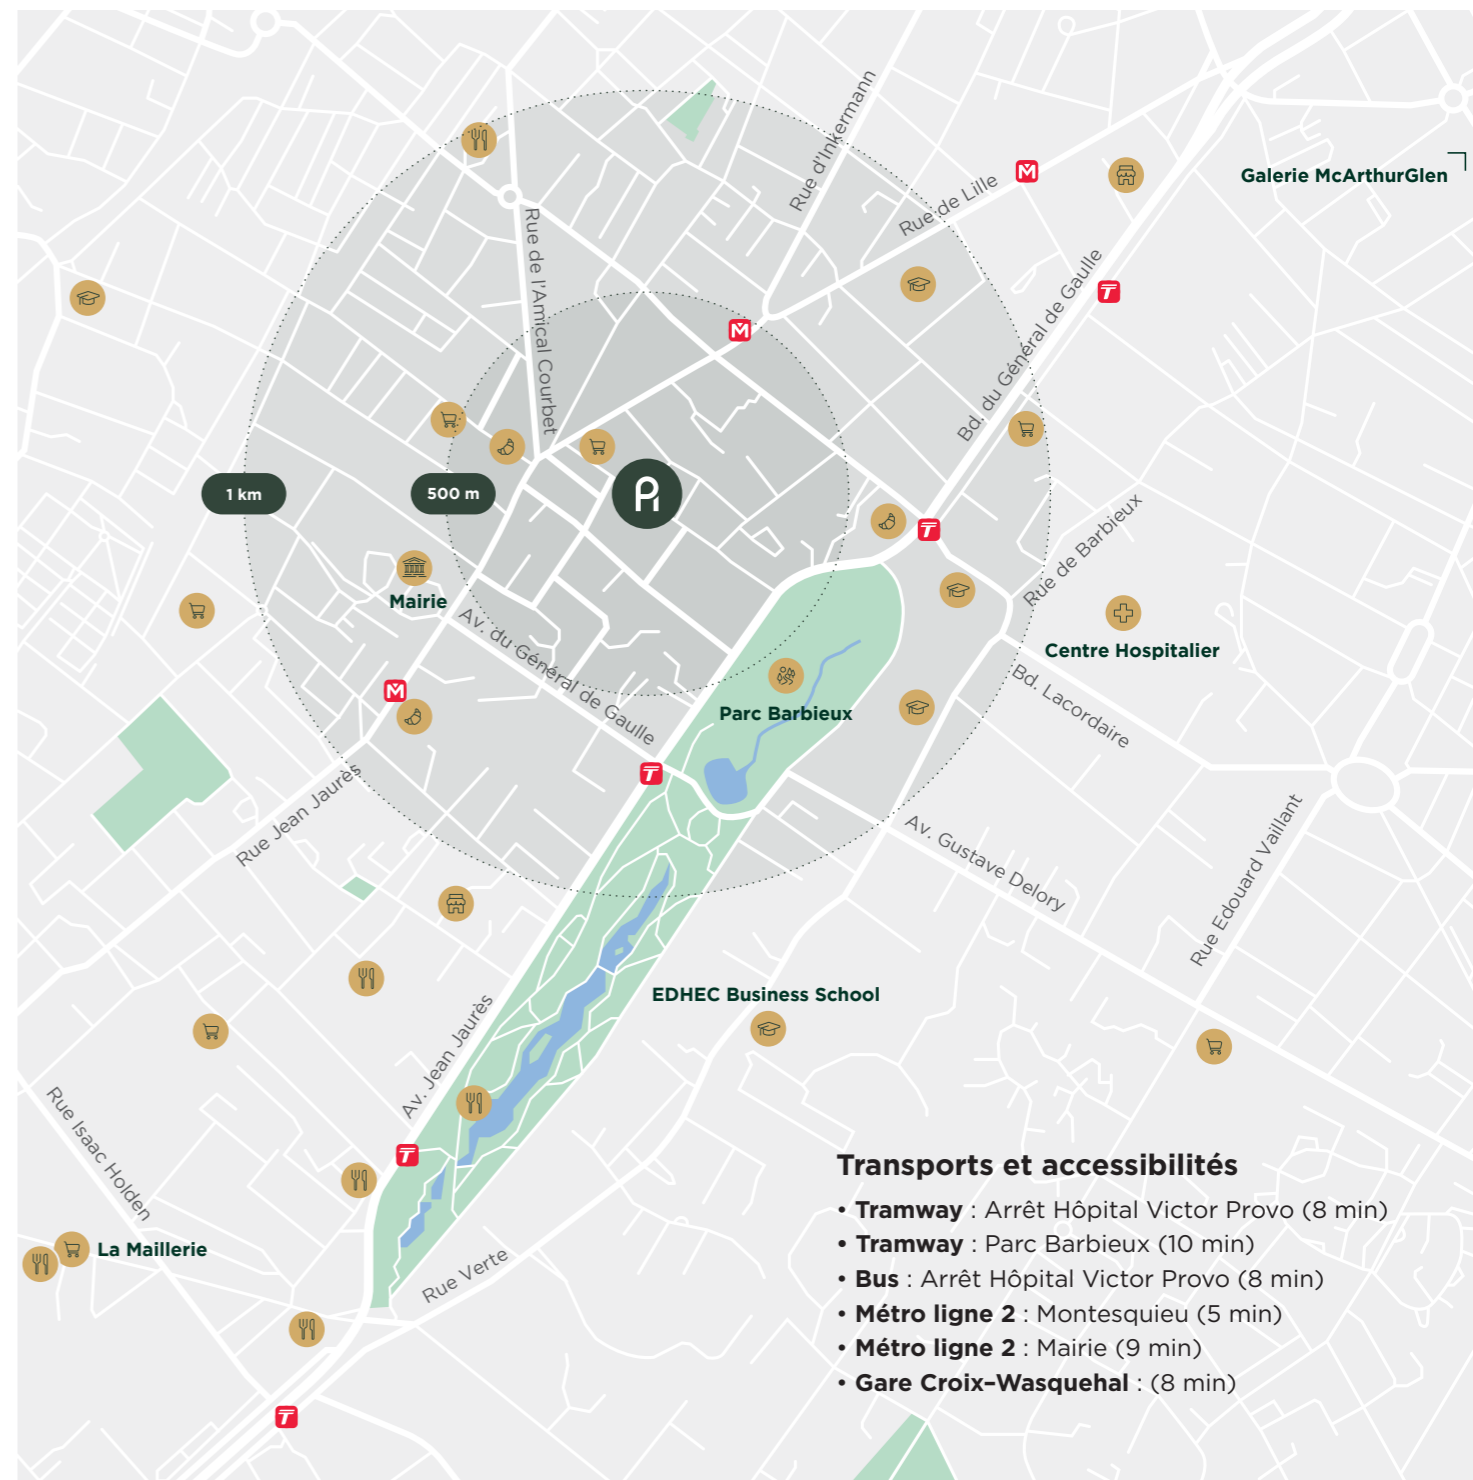 Rue d'Inkermann
Rue de Lille
Galerie McArthurGlen
Rue de l'Amical Courbet
Bd. du Général de Gaulle
1 km
500 m
Rue de Barbieux
Mairie
Av. du Général de Gaulle
Centre Hospitalier
Bd. Lacordaire
Parc Barbieux
Rue Jean Jaurès
Av. Gustave Delory
Rue Edouard Vaillant
EDHEC Business School
Av. Jean Jaurès
Rue Isaac Holden
La Maillerie
Rue Verte
Transports et accessibilités
• Tramway : Arrêt Hôpital Victor Provo (8 min)
• Tramway : Parc Barbieux (10 min)
• Bus : Arrêt Hôpital Victor Provo (8 min)
• Métro ligne 2 : Montesquieu (5 min)
• Métro ligne 2 : Mairie (9 min)
• Gare Croix–Wasquehal : (8 min)
M
M
M
T
T
T
T
T